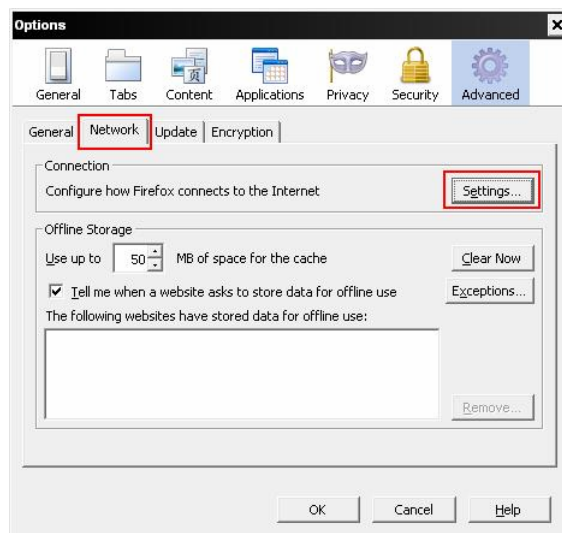 Options
General Tabs Content Applications Privacy Security Advanced
General Network Update Encryption
Connection
Configure how Firefox connects to the Internet Settings...
Offline Storage
Use up to 50 MB of space for the cache Clear Now
Tell me when a website asks to store data for offline use Exceptions...
The following websites have stored data for offline use:
Remove...
OK Cancel Help